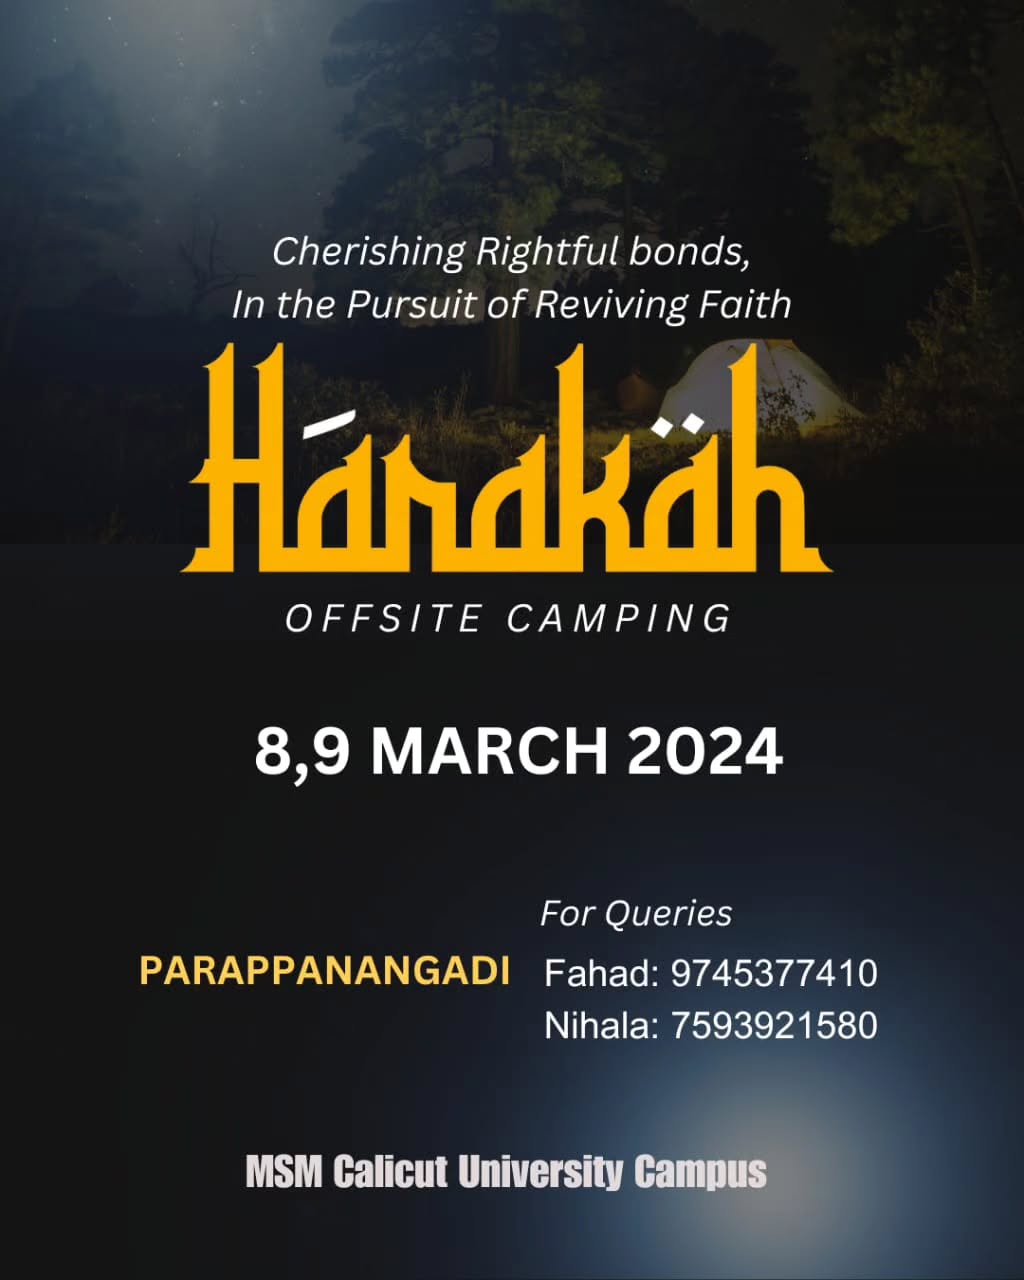 Cherishing Rightful bonds,
In the Pursuit of Reviving Faith
Hárakäh
OFFSITE CAMPING
8,9 MARCH 2024
For Queries
PARAPPANANGADI
Fahad: 9745377410
Nihala: 7593921580
MSM Calicut University Campus